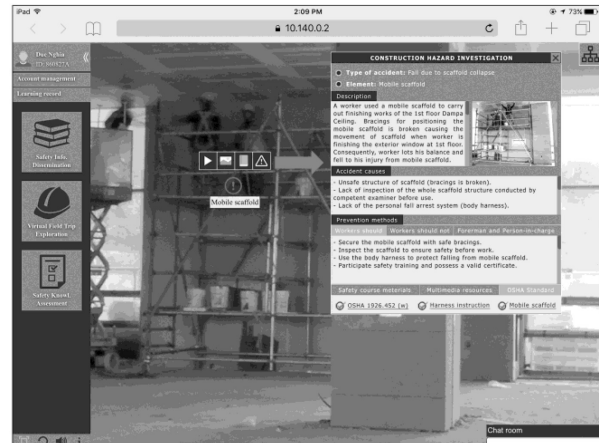 iPad
2:09 PM
73%
10.140.0.2
Duc Nghia
Account management
Learning record
Safety Info.
Dissemination
Virtual Field Trip
Exploration
Safety Knowl.
Assessment
Mobile scaffold
CONSTRUCTION HAZARD INVESTIGATION
Type of accident: Fall due to scaffold collapse
Element: Mobile scaffold
Description
A worker used a mobile scaffold to carry
out finishing works of the 1st floor Dampa
Ceiling. Bracings for positioning the
mobile scaffold is broken causing the
movement of scaffold when worker is
finishing the exterior window at 1st floor.
Consequently, worker lots his balance and
fell to his injury from mobile scaffold.
Accident causes
- Unsafe structure of scaffold (bracings is broken).
- Lack of inspection of the whole scaffold structure conducted by
competent examiner before use.
- Lack of the personal fall arrest system (body harness).
Prevention methods
Workers should Workers should not Foreman and Person-in-charge
- Secure the mobile scaffold with safe bracings.
- Inspect the scaffold to ensure safety before work.
- Use the body harness to protect falling from mobile scaffold.
- Participate safety training and possess a valid certificate.
Safety course materials Multimedia resources OSHA Standard
OSHA 1926.452 (w) Harness instruction Mobile scaffold
Chat room